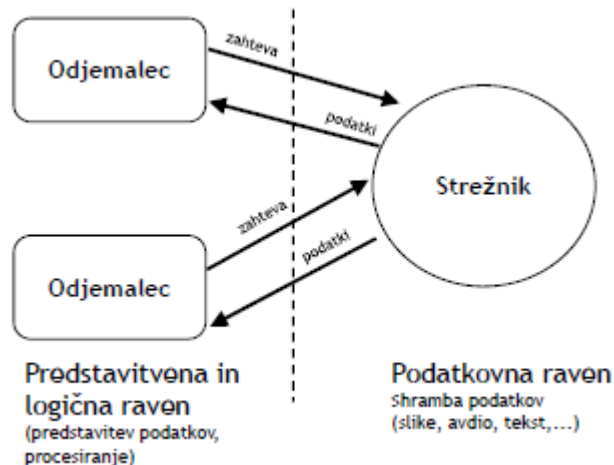 Odjemalec
zahteva
podatki
Strežnik
zahteva
podatki
Odjemalec
Predstavitvena in
logična raven
(predstavitev podatkov,
procesiranje)
Podatkovna raven
Shramba podatkov
(slike, avdio, tekst,...)